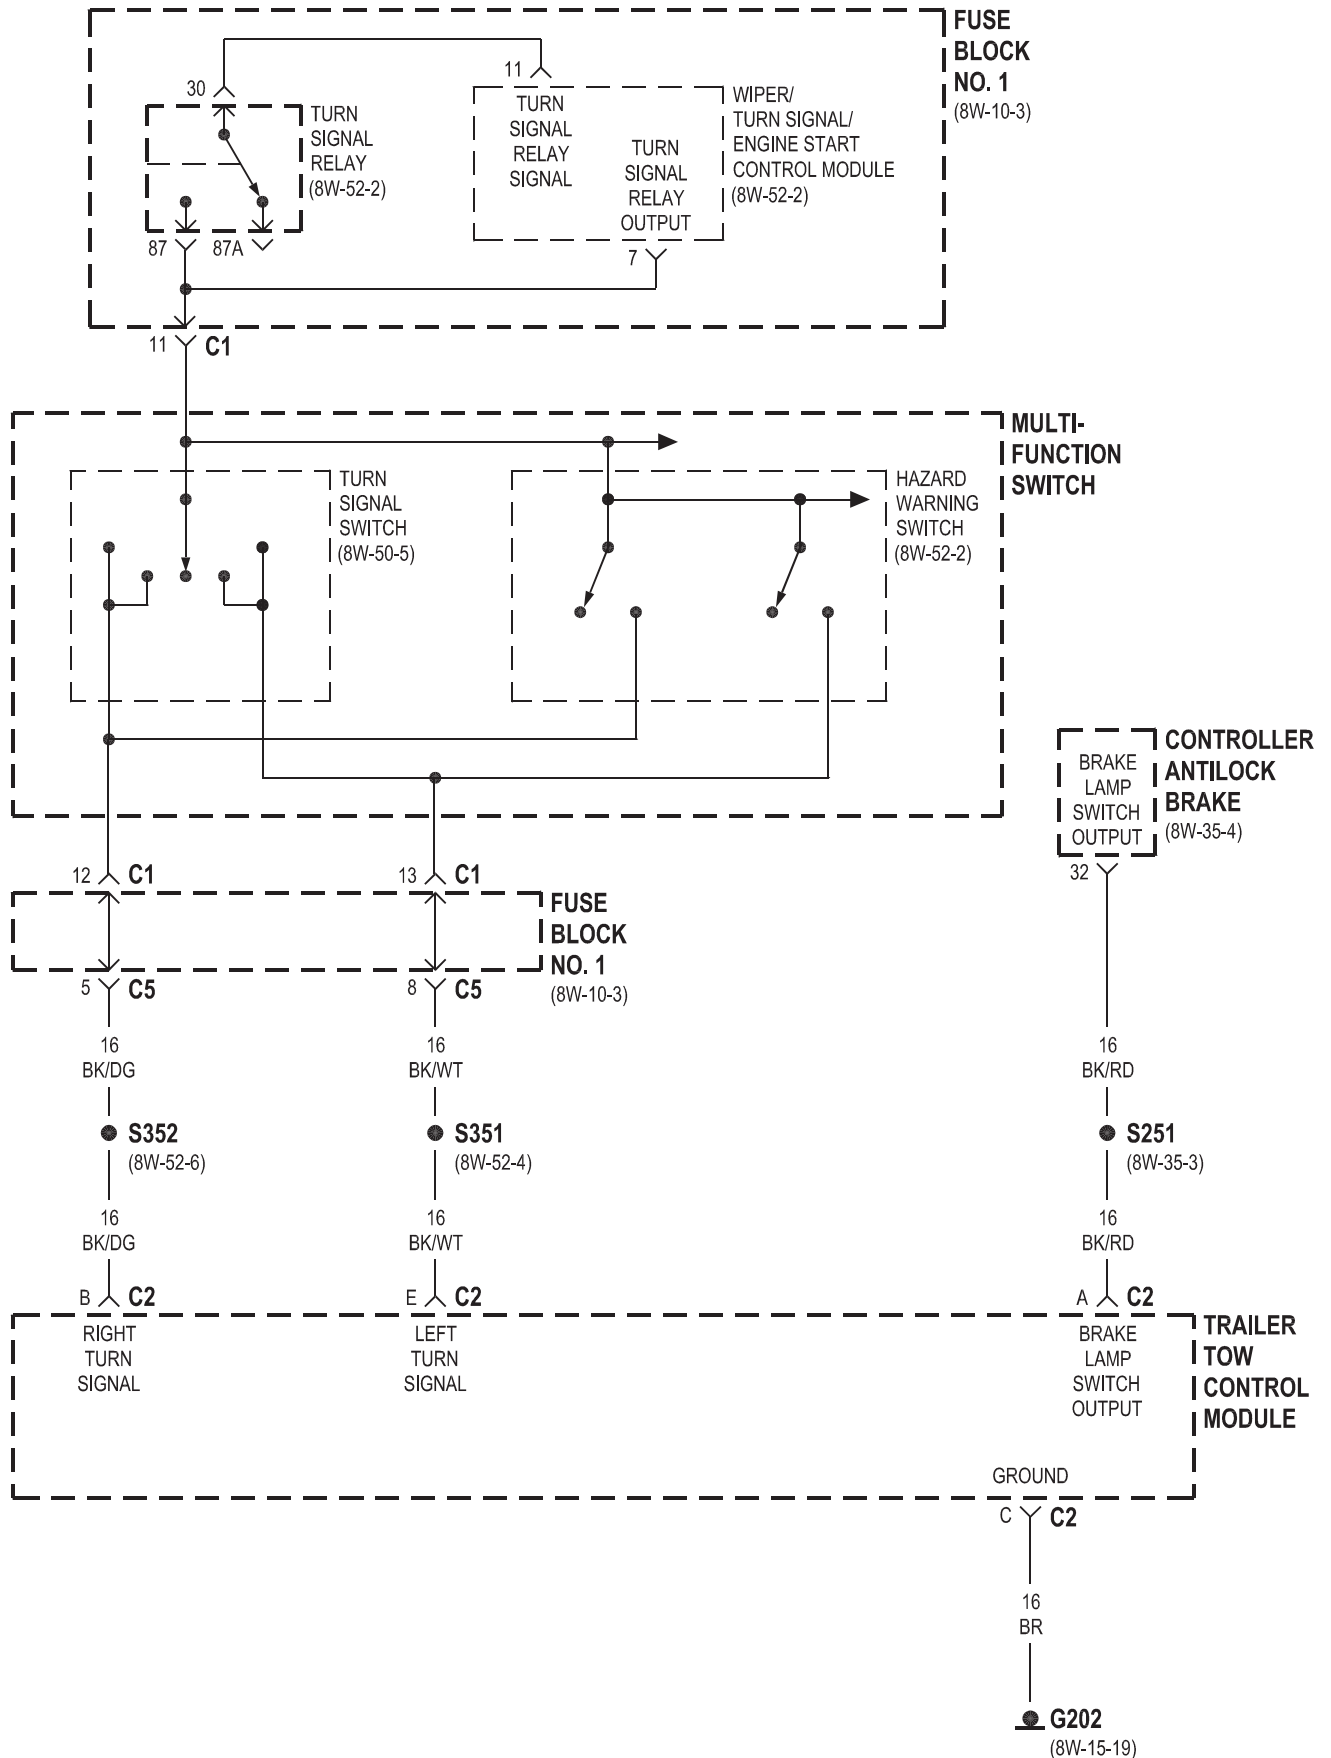 FUSE
BLOCK
NO. 1
(8W-10-3)
30
11
TURN
SIGNAL
RELAY
(8W-52-2)
TURN
SIGNAL
RELAY
SIGNAL
TURN
SIGNAL
RELAY
OUTPUT
WIPER/
TURN SIGNAL/
ENGINE START
CONTROL MODULE
(8W-52-2)
87
87A
7
11
C1
MULTI-
FUNCTION
SWITCH
TURN
SIGNAL
SWITCH
(8W-50-5)
HAZARD
WARNING
SWITCH
(8W-52-2)
CONTROLLER
ANTILOCK
BRAKE
(8W-35-4)
BRAKE
LAMP
SWITCH
OUTPUT
32
12
C1
13
C1
FUSE
BLOCK
NO. 1
(8W-10-3)
5
C5
8
C5
16
BK/DG
16
BK/WT
16
BK/RD
S352
(8W-52-6)
S351
(8W-52-4)
S251
(8W-35-3)
16
BK/DG
16
BK/WT
16
BK/RD
B
C2
E
C2
A
C2
RIGHT
TURN
SIGNAL
LEFT
TURN
SIGNAL
BRAKE
LAMP
SWITCH
OUTPUT
TRAILER
TOW
CONTROL
MODULE
GROUND
C
C2
16
BR
G202
(8W-15-19)